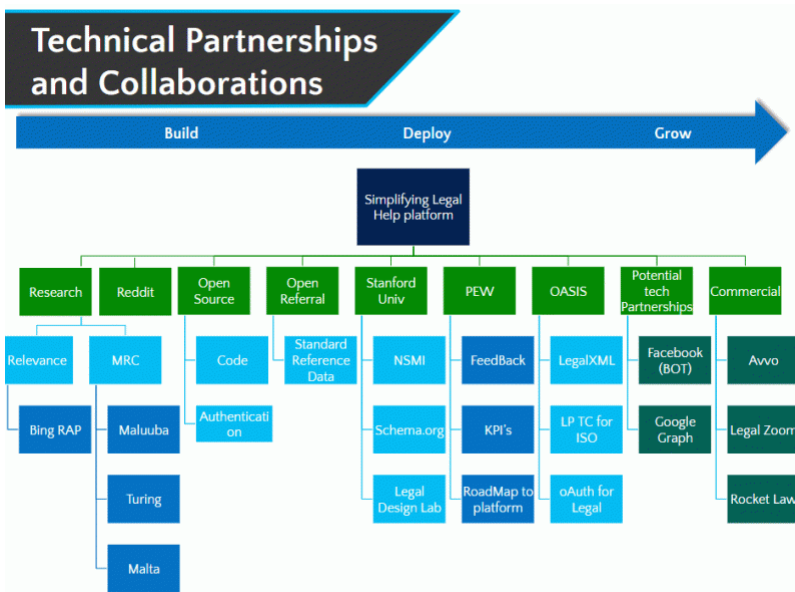 Technical Partnerships
and Collaborations
Build Deploy Grow
Simplifying Legal
Help platform
Research
Reddit
Open
Source
Open
Referral
Stanford
Univ
PEW
OASIS
Potential
tech
Partnerships
Commercial
Relevance
MRC
Code
Standard
Reference
Data
NSMI
FeedBack
LegalXML
Facebook
(BOT)
Avvo
Bing RAP
Maluuba
Authenticati
on
Schema.org
KPI's
LP TC for
ISO
Google
Graph
Legal Zoom
Turing
Legal
Design Lab
RoadMap to
platform
oAuth for
Legal
Rocket Law
Malta